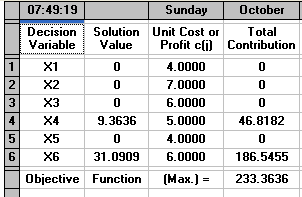 07:49:19 Sunday October
Decision Variable Solution Value Unit Cost or Profit c(j) Total Contribution
1 X1 0 4.0000 0
2 X2 0 7.0000 0
3 X3 0 6.0000 0
4 X4 9.3636 5.0000 46.8182
5 X5 0 4.0000 0
6 X6 31.0909 6.0000 186.5455
Objective Function (Max.) = 233.3636